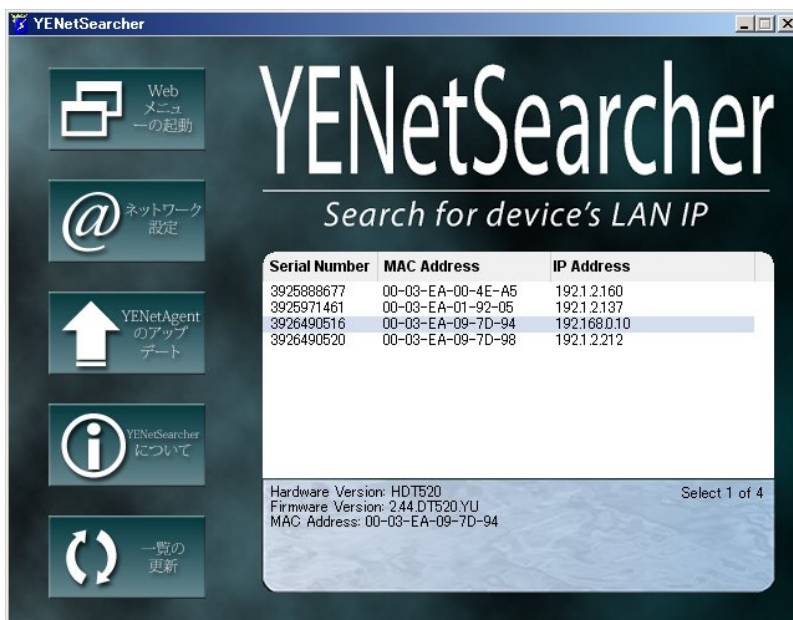 YENetSearcher
Web
メニュ
ーの起動
ネットワーク
設定
YENetAgent
のアップ
デート
YENetSearcher
について
一覧の
更新
YENetSearcher
Search for device's LAN IP
Serial Number MAC Address IP Address
3925888677 00-03-EA-00-4E-A5 192.1.2.160
3925971461 00-03-EA-01-92-05 192.1.2.137
3926490516 00-03-EA-09-7D-94 192.168.0.10
3926490520 00-03-EA-09-7D-98 192.1.2.212
Hardware Version: HDT520 Select 1 of 4
Firmware Version: 2.44.DT520.YU
MAC Address: 00-03-EA-09-7D-94